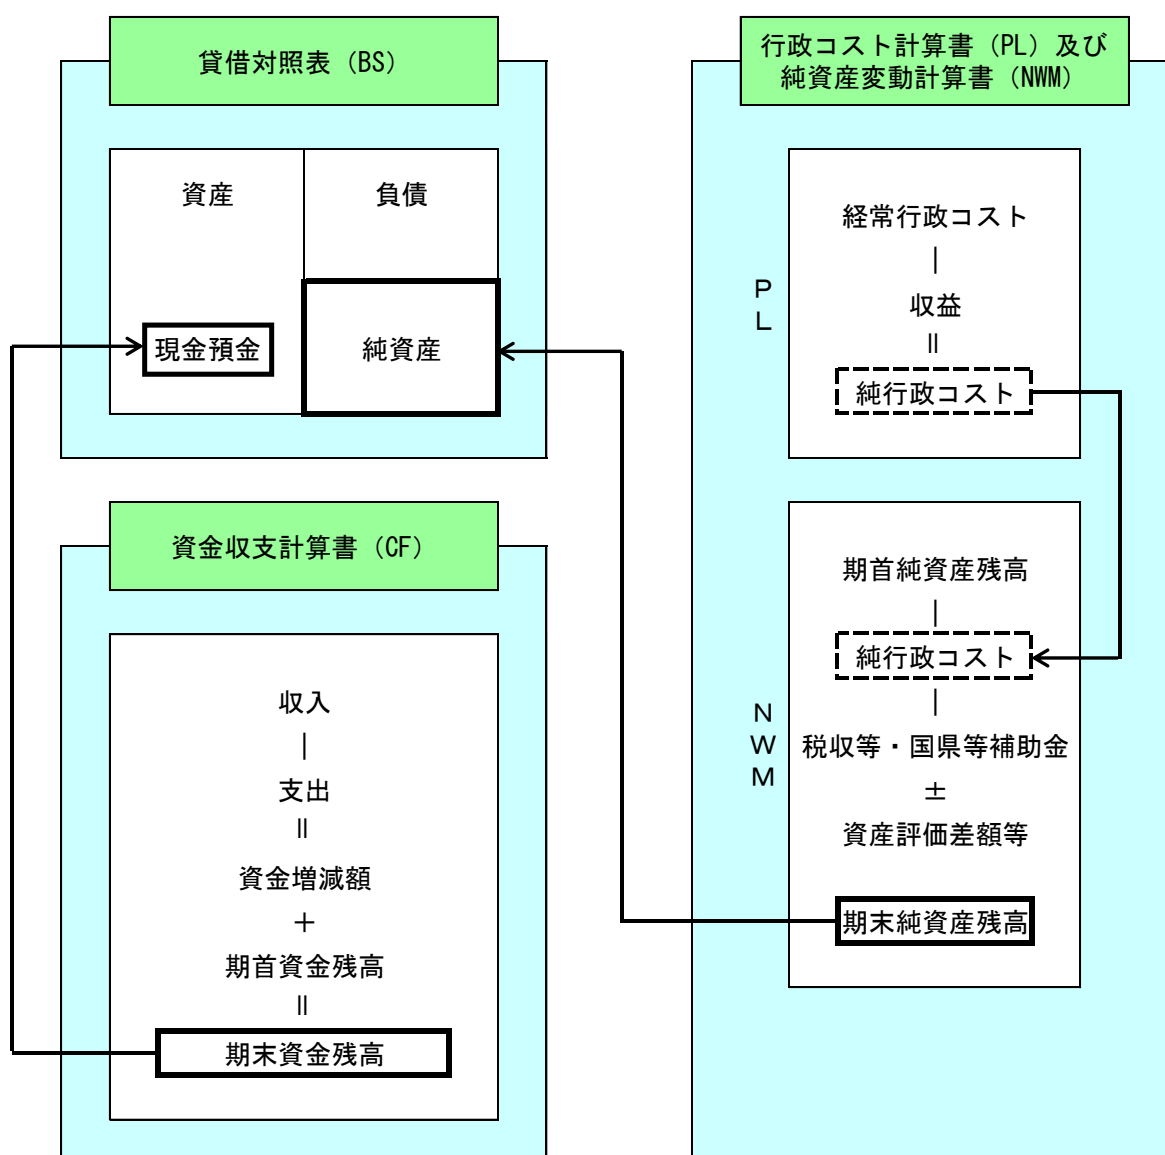 貸借対照表（BS）
資産
負債
現金預金
純資産
資金収支計算書（CF）
収入
｜
支出
॥
資金増減額
＋
期首資金残高
॥
期末資金残高
行政コスト計算書（PL）及び
純資産変動計算書（NWM）
P
L
経常行政コスト
｜
収益
॥
純行政コスト
N
W
M
期首純資産残高
｜
純行政コスト
｜
税収等・国県等補助金
±
資産評価差額等
期末純資産残高